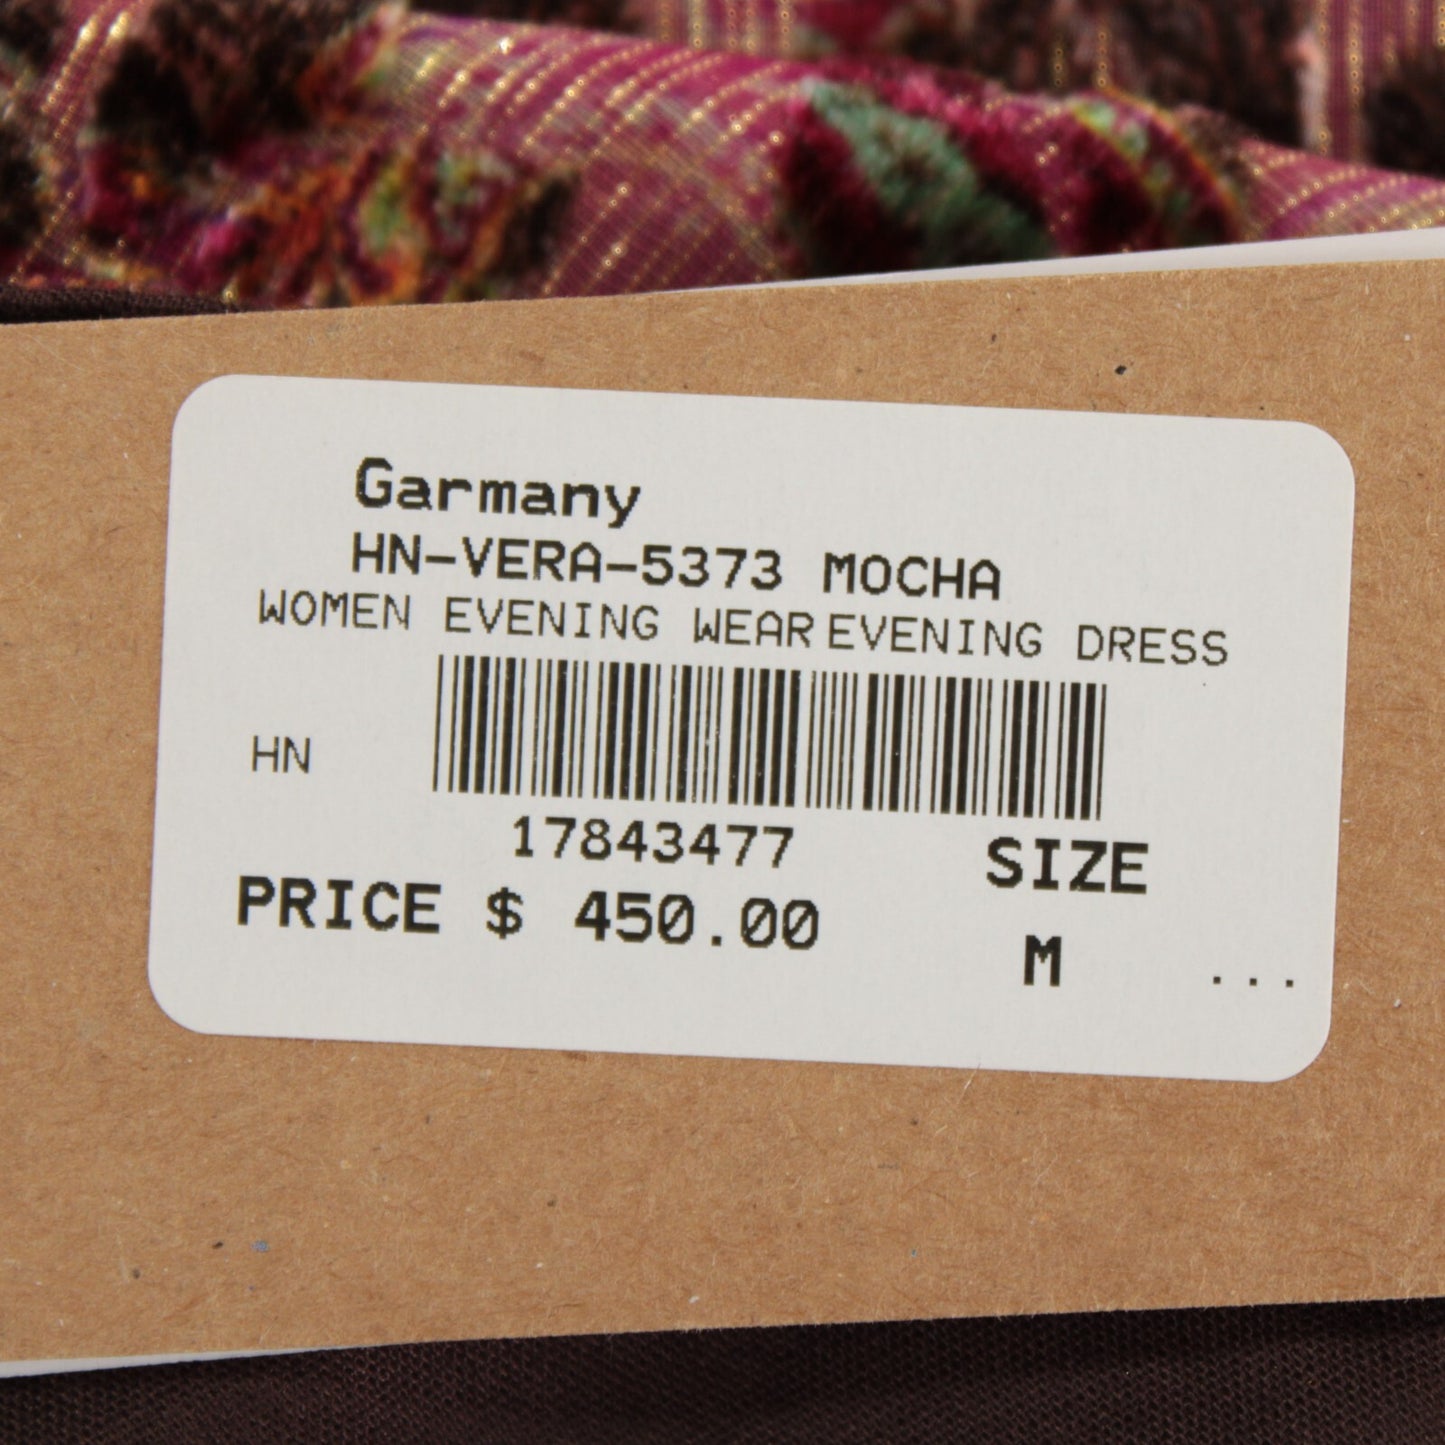 Garmany
HN-VERA-5373 MOCHA
WOMEN EVENING WEAR EVENING DRESS
HN
17843477
SIZE
PRICE $ 450.00
M
...